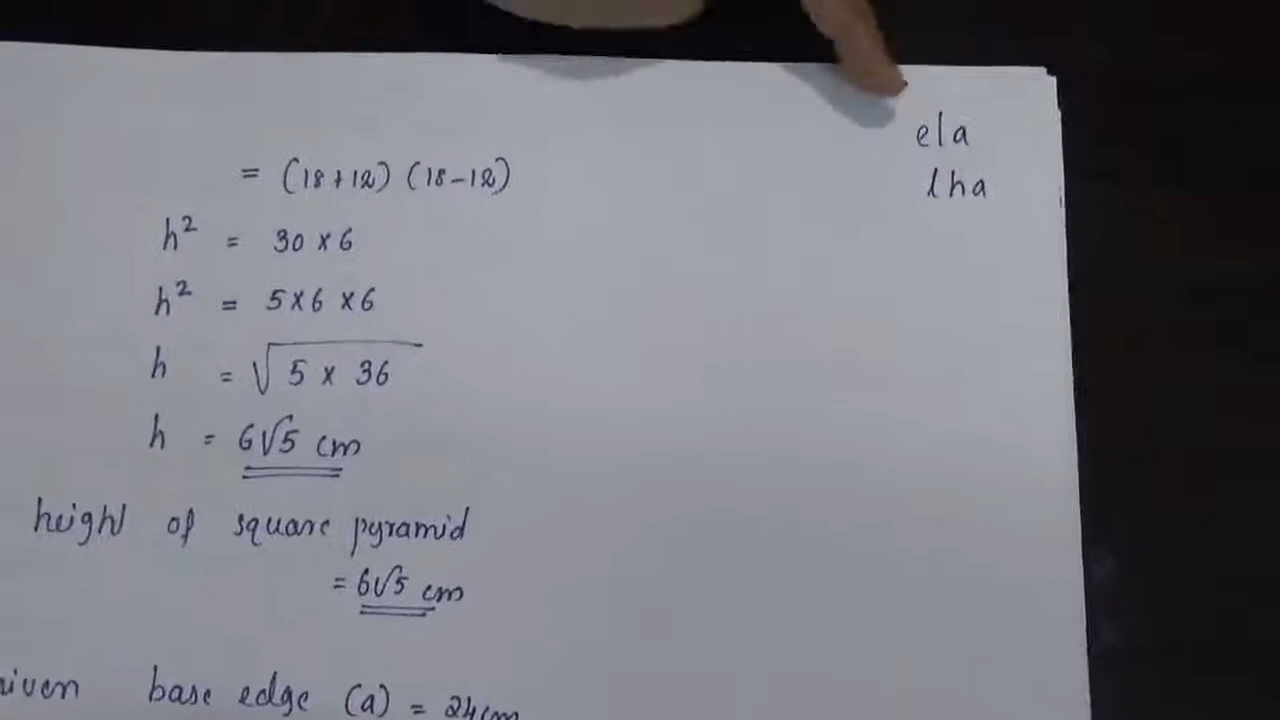 ela
lha
= (18+12) (18-12)
h² = 30 × 6
h² = 5×6 ×6
h = √5 × 36
h = 6√5 cm
height of square pyramid
= 6√5 cm
base edge (a) = 24cm